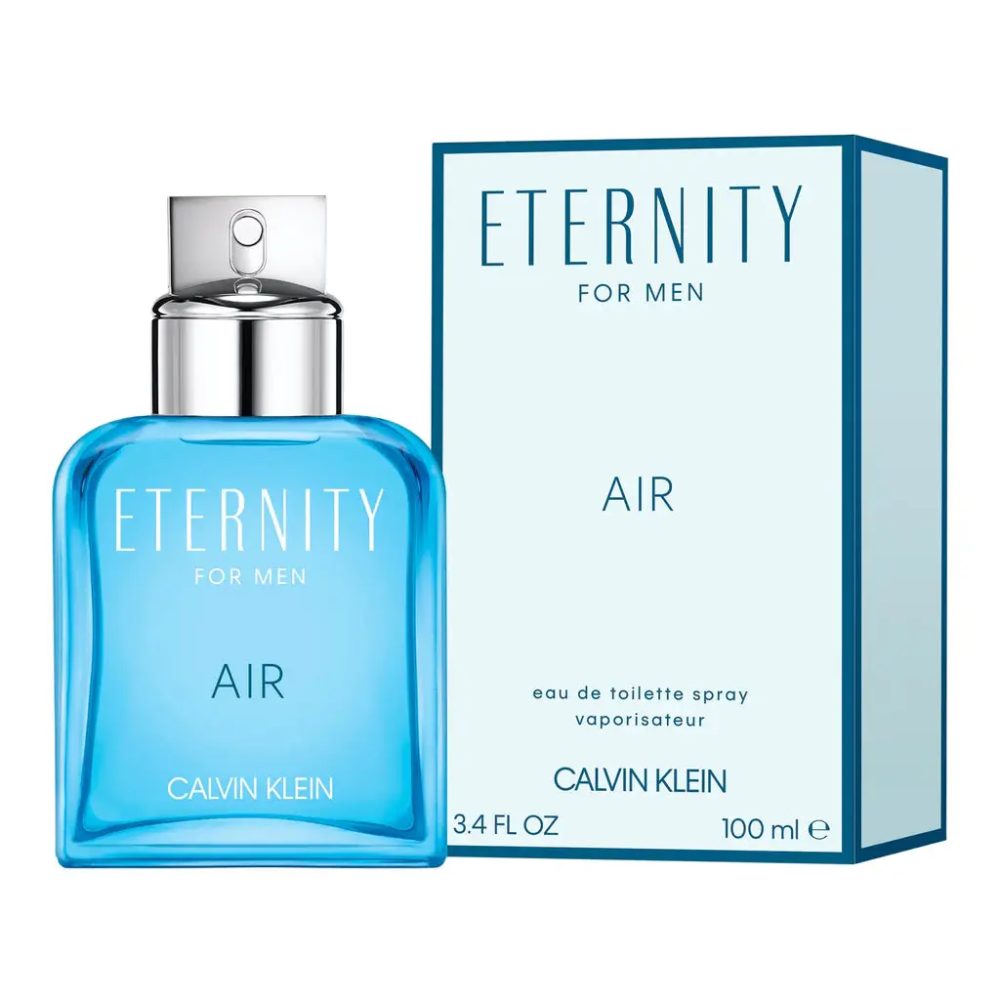 ETERNITY
FOR MEN
AIR
CALVIN KLEIN
ETERNITY
FOR MEN
AIR
eau de toilette spray
vaporisateur
CALVIN KLEIN
3.4 FL OZ 100 ml ℮